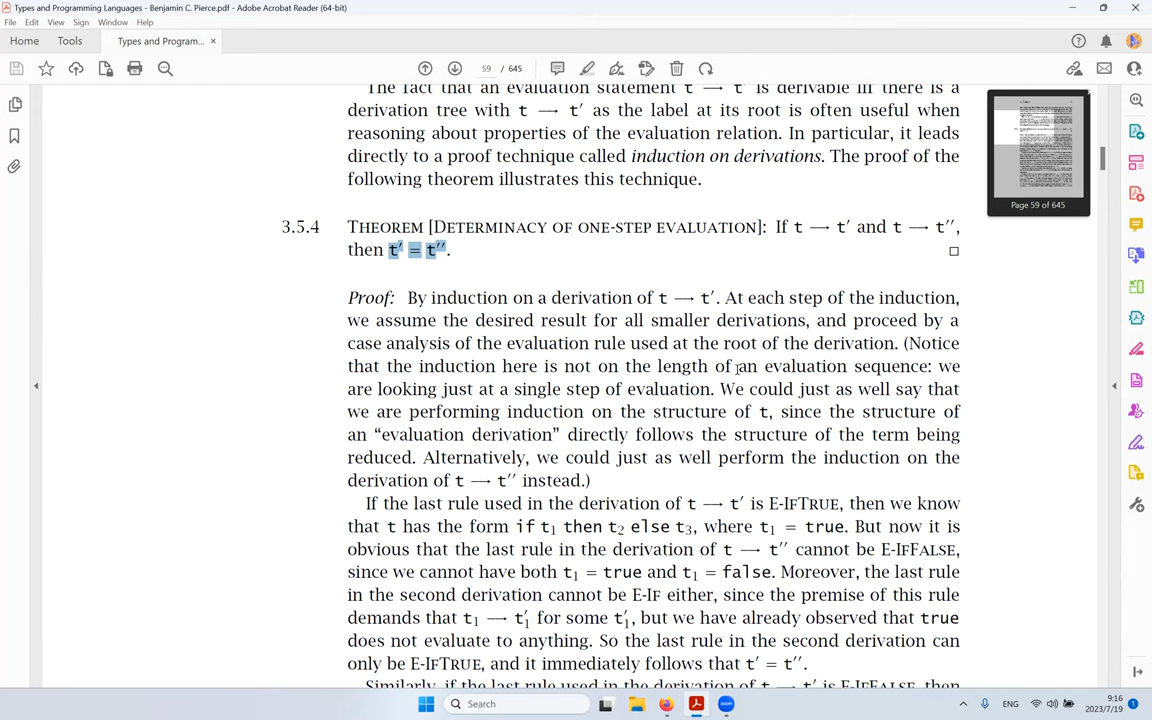 Types and Programming Languages - Benjamin C. Pierce.pdf - Adobe Acrobat Reader (64-bit)
File Edit View Sign Window Help
Home Tools Types and Program... ×
59 / 645
The fact that an evaluation statement t → t′ is derivable iff there is a
derivation tree with t → t′ as the label at its root is often useful when
reasoning about properties of the evaluation relation. In particular, it leads
directly to a proof technique called induction on derivations. The proof of the
following theorem illustrates this technique.
Page 59 of 645
3.5.4 THEOREM [DETERMINACY OF ONE-STEP EVALUATION]: If t → t′ and t → t′′,
then t′ = t′′. □
Proof: By induction on a derivation of t → t′. At each step of the induction,
we assume the desired result for all smaller derivations, and proceed by a
case analysis of the evaluation rule used at the root of the derivation. (Notice
that the induction here is not on the length of an evaluation sequence: we
are looking just at a single step of evaluation. We could just as well say that
we are performing induction on the structure of t, since the structure of
an “evaluation derivation” directly follows the structure of the term being
reduced. Alternatively, we could just as well perform the induction on the
derivation of t → t′′ instead.)
If the last rule used in the derivation of t → t′ is E-IFTRUE, then we know
that t has the form if t₁ then t₂ else t₃, where t₁ = true. But now it is
obvious that the last rule in the derivation of t → t′′ cannot be E-IFFALSE,
since we cannot have both t₁ = true and t₁ = false. Moreover, the last rule
in the second derivation cannot be E-IF either, since the premise of this rule
demands that t₁ → t₁′ for some t₁′, but we have already observed that true
does not evaluate to anything. So the last rule in the second derivation can
only be E-IFTRUE, and it immediately follows that t′ = t′′.
Similarly, if the last rule used in the derivation of t → t′ is E-IFFALSE, then
Search
zoom
ENG
9:16
2023/7/19
1